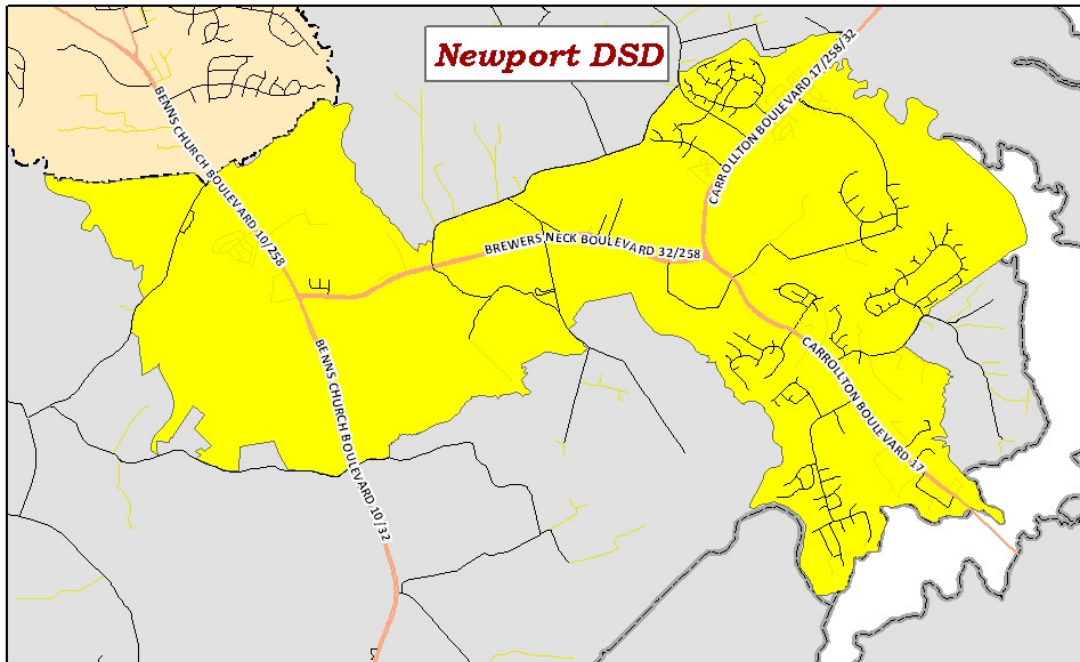 Newport DSD
CARROLLTON BOULEVARD 17/258/32
BENNS CHURCH BOULEVARD 10/258
BREWERS NECK BOULEVARD 32/258
BENNS CHURCH BOULEVARD 10/32
CARROLLTON BOULEVARD 17